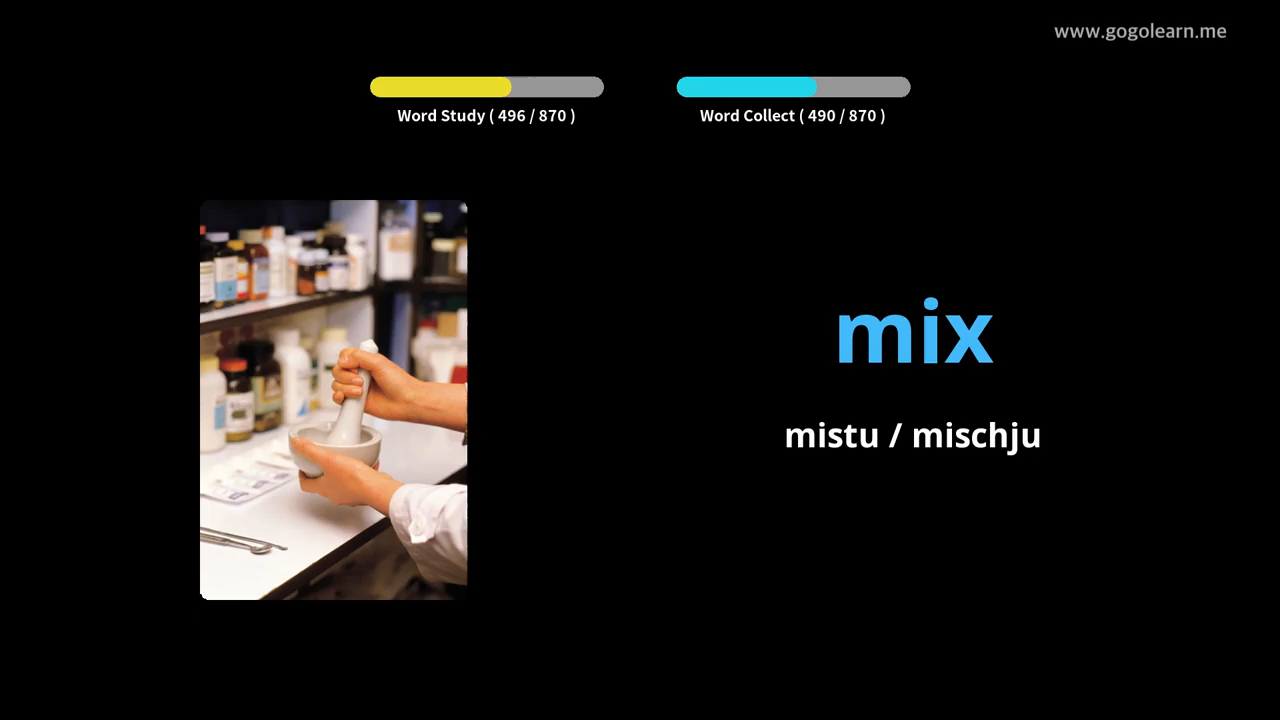 www.gogolearn.me
Word Study ( 496 / 870 )
Word Collect ( 490 / 870 )
mix
mistu / mischju